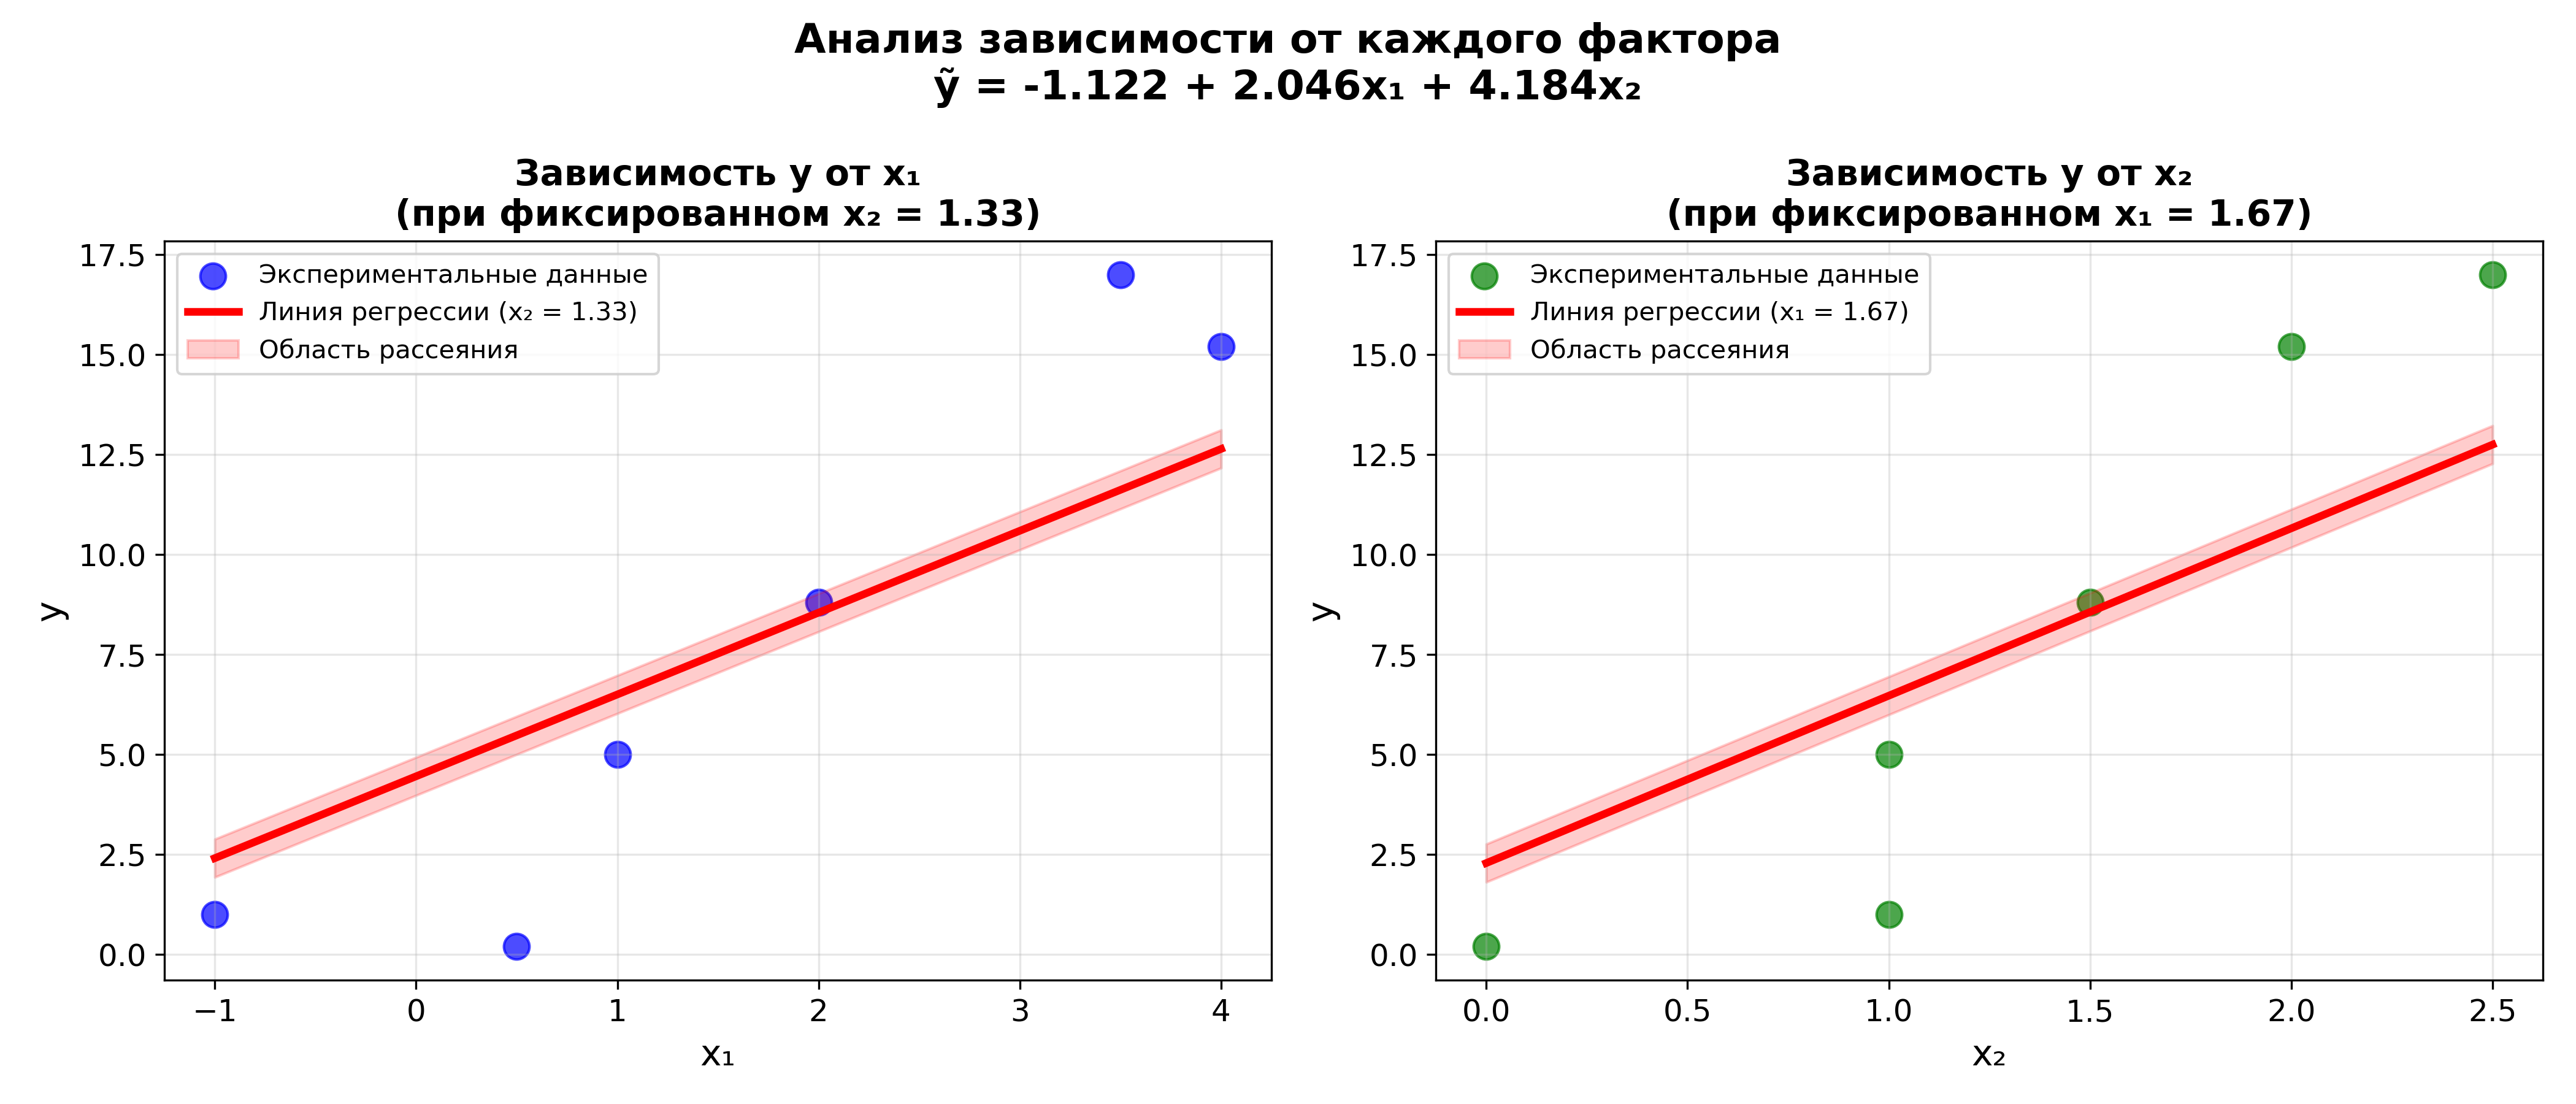 Анализ зависимости от каждого фактора
ỹ = -1.122 + 2.046x₁ + 4.184x₂
Зависимость y от x₁
(при фиксированном x₂ = 1.33)
17.5
15.0
12.5
10.0
7.5
5.0
2.5
0.0
y
Экспериментальные данные
Линия регрессии (x₂ = 1.33)
Область рассеяния
−1 0 1 2 3 4
x₁
Зависимость y от x₂
(при фиксированном x₁ = 1.67)
17.5
15.0
12.5
10.0
7.5
5.0
2.5
0.0
y
Экспериментальные данные
Линия регрессии (x₁ = 1.67)
Область рассеяния
0.0 0.5 1.0 1.5 2.0 2.5
x₂